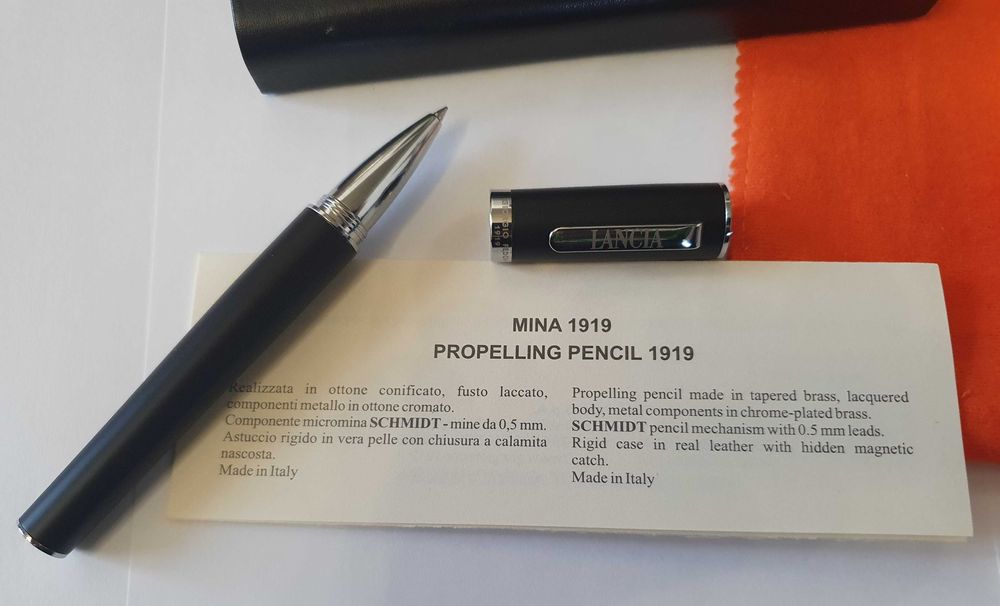 LANCIA
1919
MINA 1919
PROPELLING PENCIL 1919
Realizzata in ottone conificato, fusto laccato,
componenti metallo in ottone cromato.
Componente micromina SCHMIDT - mine da 0,5 mm.
Astuccio rigido in vera pelle con chiusura a calamita
nascosta.
Made in Italy
Propelling pencil made in tapered brass, lacquered
body, metal components in chrome-plated brass.
SCHMIDT pencil mechanism with 0.5 mm leads.
Rigid case in real leather with hidden magnetic
catch.
Made in Italy